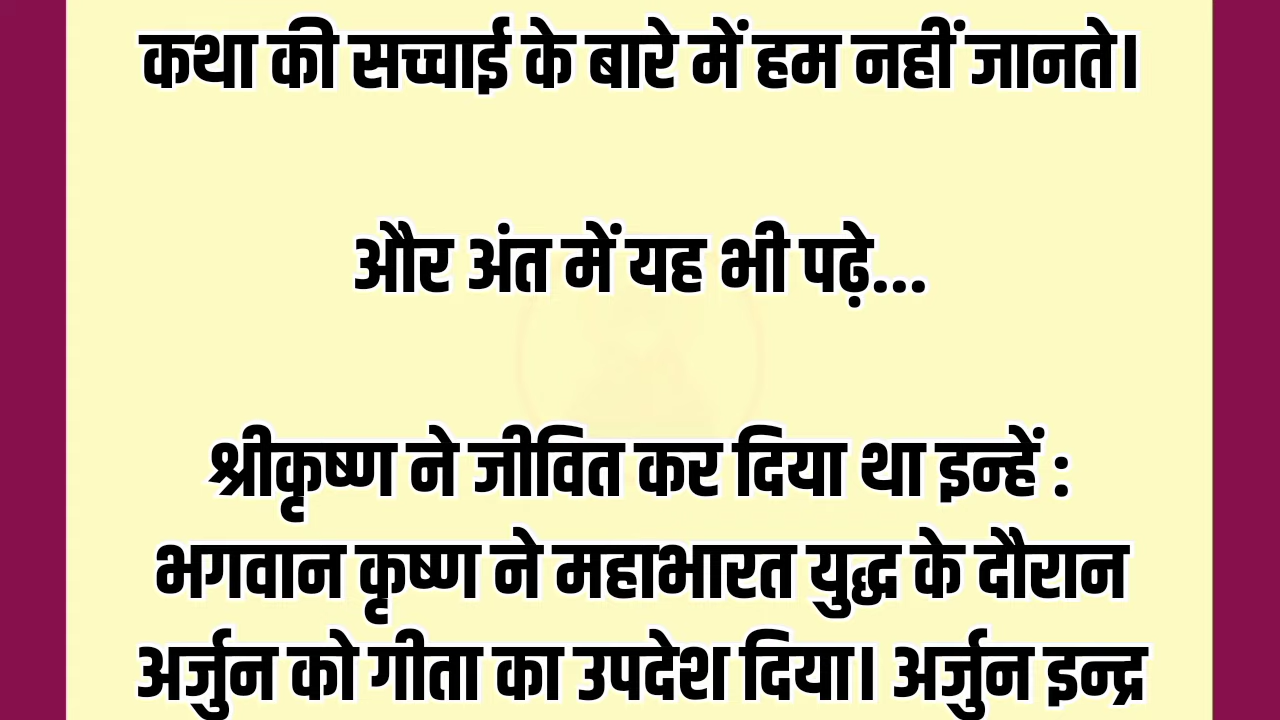 कथा की सच्चाई के बारे में हम नहीं जानते।
और अंत में यह भी पढ़े...
श्रीकृष्ण ने जीवित कर दिया था इन्हें :
भगवान कृष्ण ने महाभारत युद्ध के दौरान
अर्जुन को गीता का उपदेश दिया। अर्जुन इन्द्र